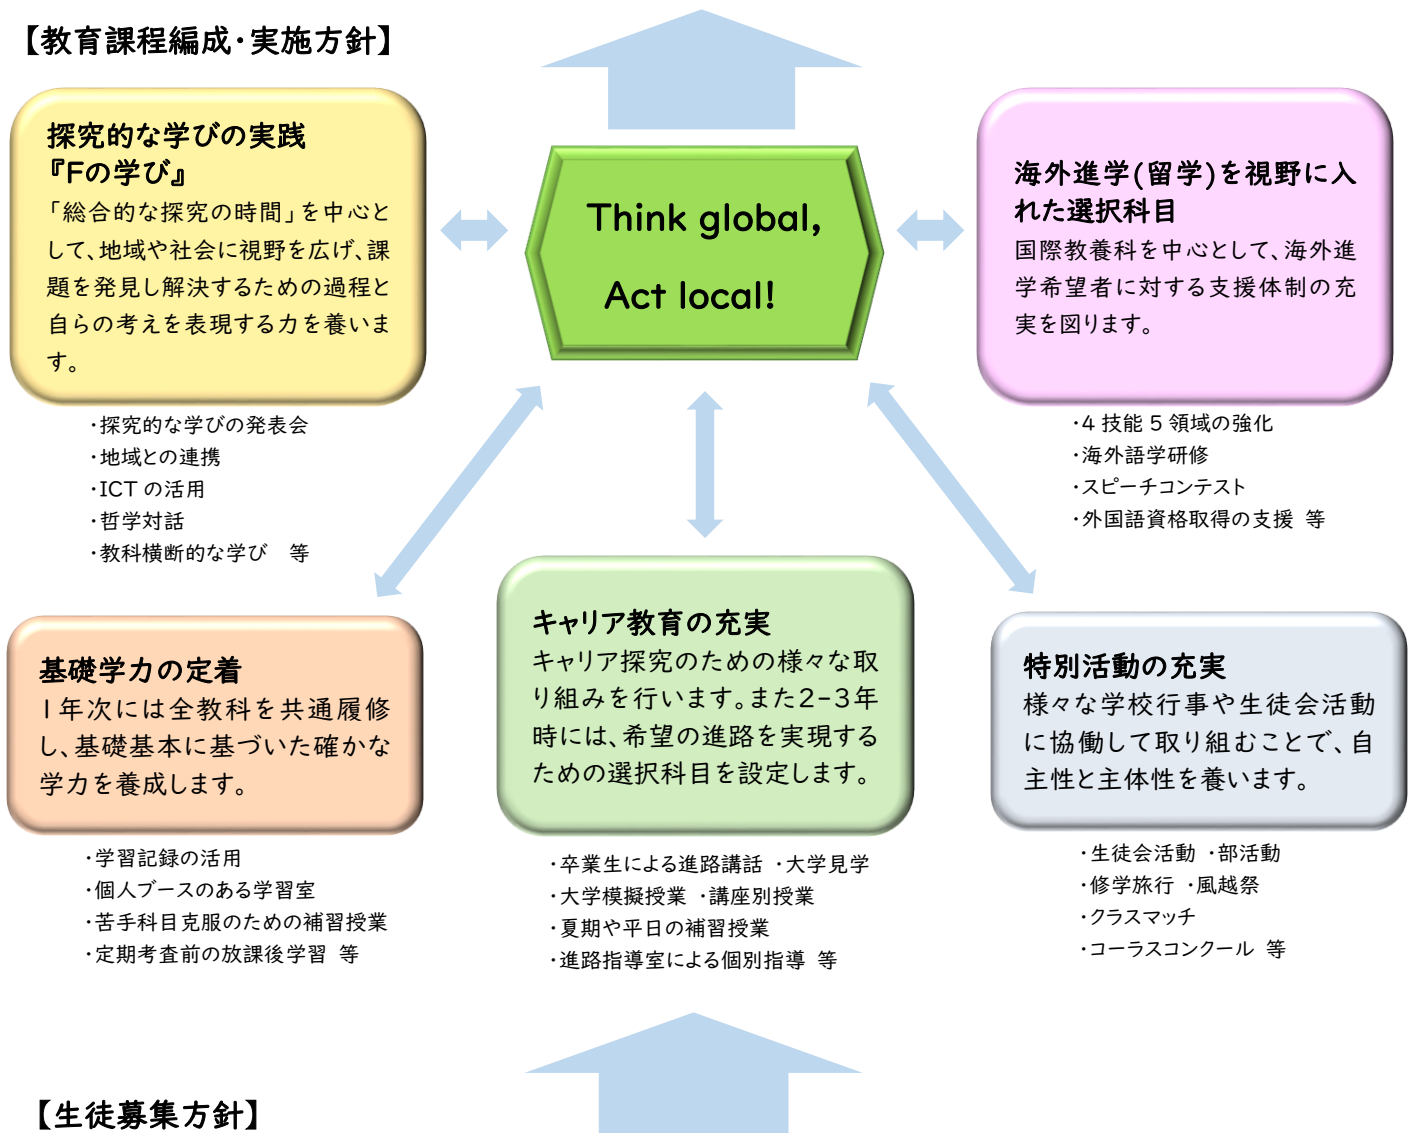 【教育課程編成・実施方針】
探究的な学びの実践
『Fの学び』
「総合的な探究の時間」を中心と
して、地域や社会に視野を広げ、課
題を発見し解決するための過程と
自らの考えを表現する力を養いま
す。
・探究的な学びの発表会
・地域との連携
・ICT の活用
・哲学対話
・教科横断的な学び 等
Think global,
Act local!
海外進学(留学)を視野に入
れた選択科目
国際教養科を中心として、海外進
学希望者に対する支援体制の充
実を図ります。
・4 技能 5 領域の強化
・海外語学研修
・スピーチコンテスト
・外国語資格取得の支援 等
基礎学力の定着
1年次には全教科を共通履修
し、基礎基本に基づいた確かな
学力を養成します。
・学習記録の活用
・個人ブースのある学習室
・苦手科目克服のための補習授業
・定期考査前の放課後学習 等
キャリア教育の充実
キャリア探究のための様々な取
り組みを行います。また2-3年
時には、希望の進路を実現する
ための選択科目を設定します。
・卒業生による進路講話 ・大学見学
・大学模擬授業 ・講座別授業
・夏期や平日の補習授業
・進路指導室による個別指導 等
特別活動の充実
様々な学校行事や生徒会活動
に協働して取り組むことで、自
主性と主体性を養います。
・生徒会活動 ・部活動
・修学旅行 ・風越祭
・クラスマッチ
・コーラスコンクール 等
【生徒募集方針】